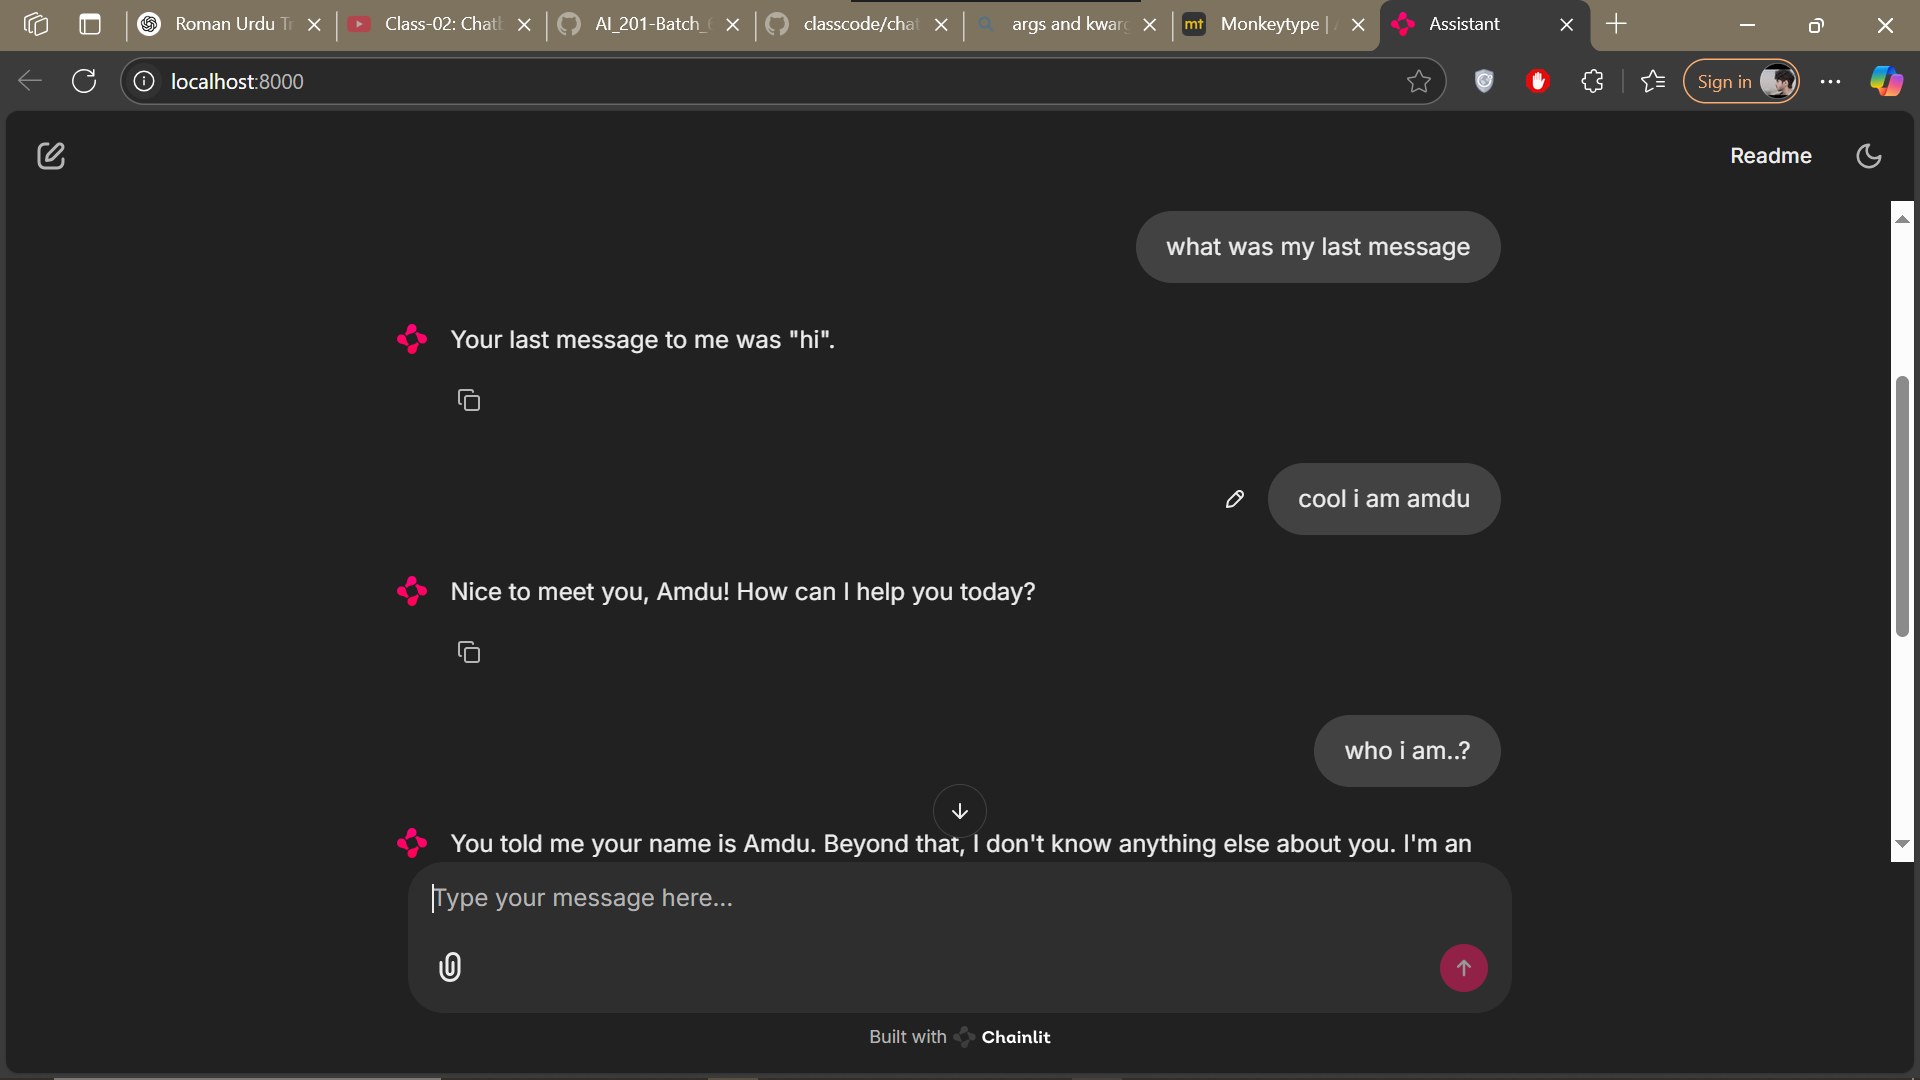 Roman Urdu Tr
Class-02: Chatb
AI_201-Batch_6
classcode/chat
args and kwarg
mt Monkeytype |
Assistant
localhost:8000
Sign in
Readme
what was my last message
Your last message to me was "hi".
cool i am amdu
Nice to meet you, Amdu! How can I help you today?
who i am..?
You told me your name is Amdu. Beyond that, I don't know anything else about you. I'm an
Type your message here...
Built with Chainlit